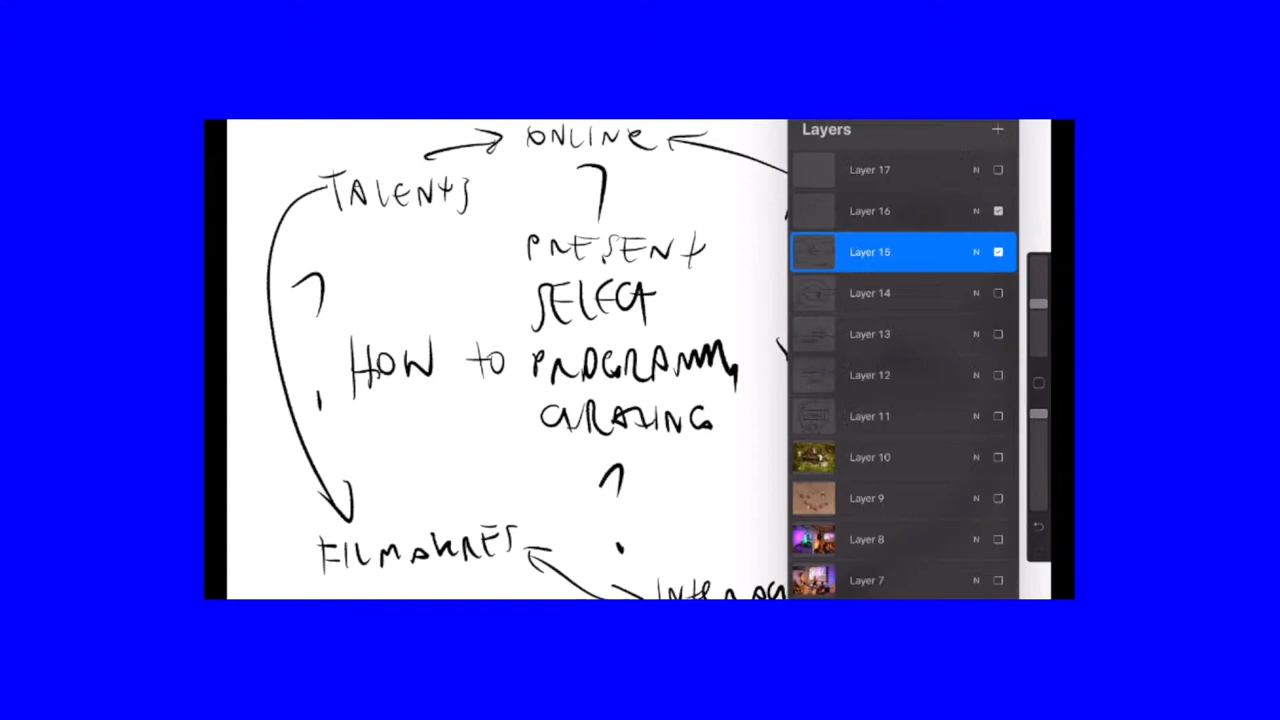 ONLINE
TALENTS
?
PRESENT
SELECT
?
HOW TO PROGRAMM,
CURATING
?
FILMAKRES
Layers +
Layer 17 N
Layer 16 N
Layer 15 N
Layer 14 N
Layer 13 N
Layer 12 N
Layer 11 N
Layer 10 N
Layer 9 N
Layer 8 N
Layer 7 N